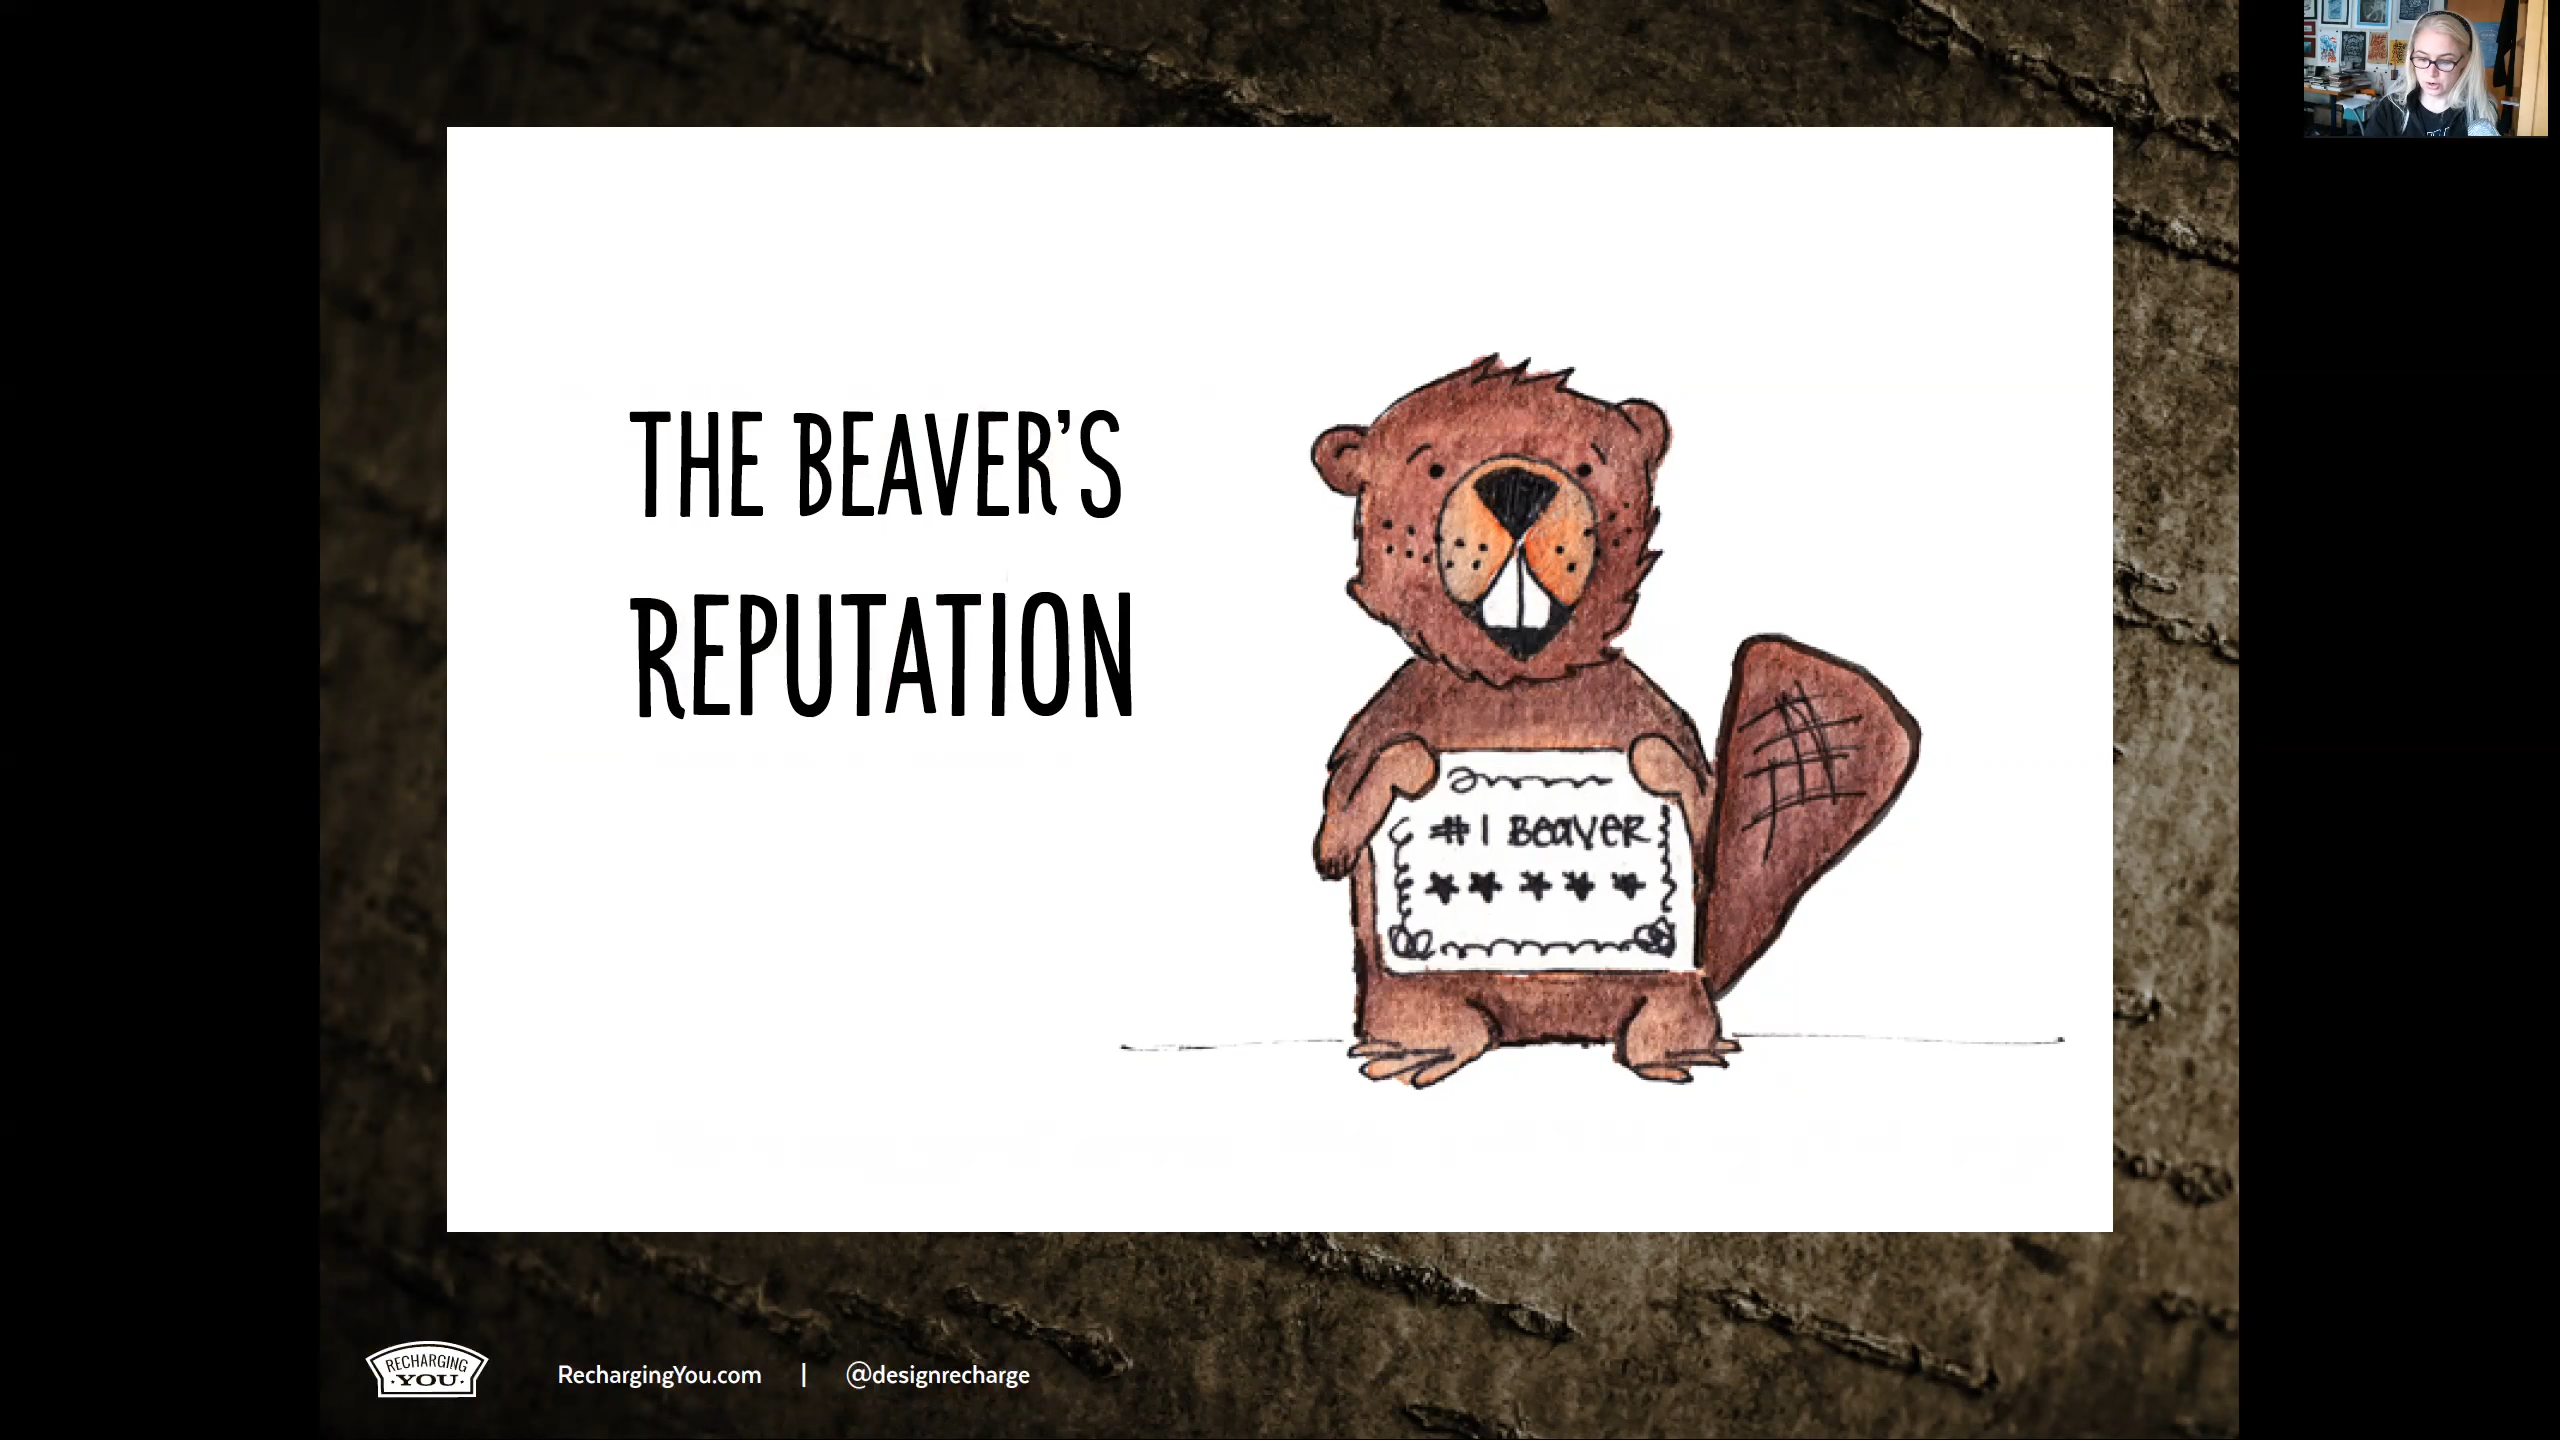 THE BEAVER'S
REPUTATION
#1 BEAVER
★★★★★
RECHARGING
·YOU·
RechargingYou.com | @designrecharge